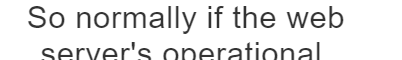 So normally if the web
server's operational